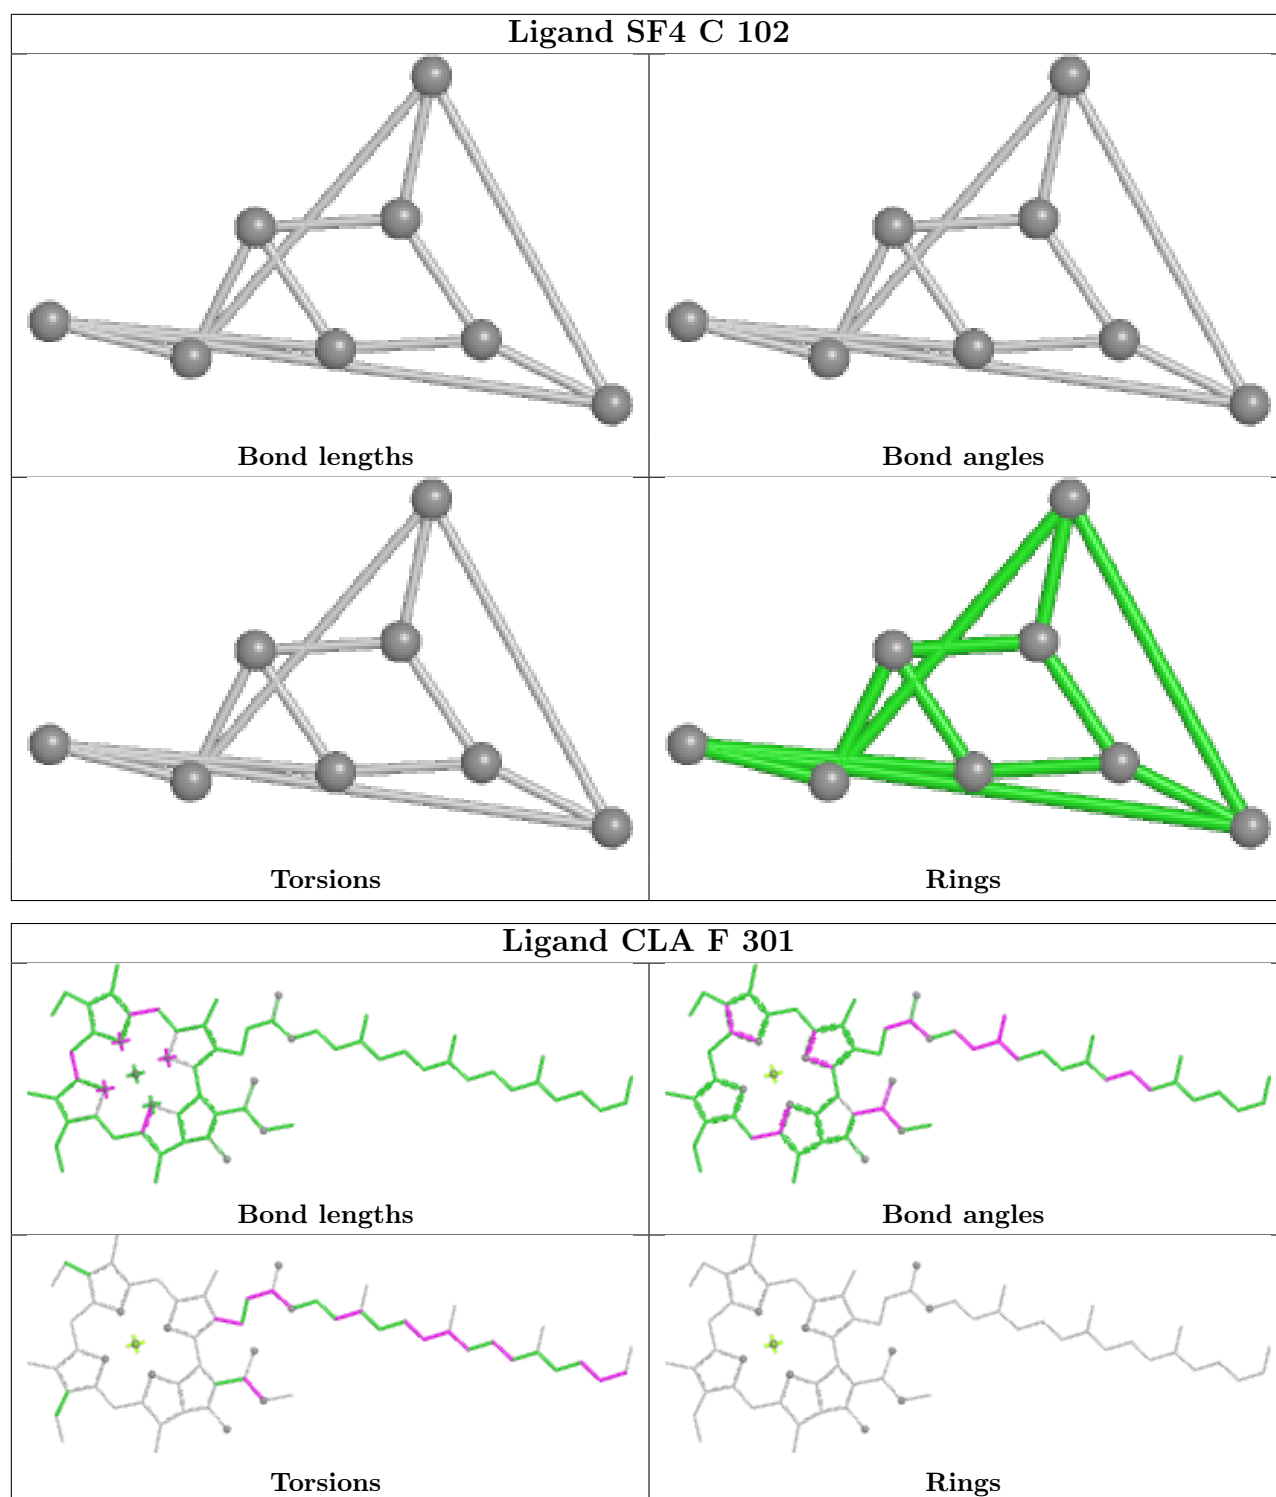 Ligand SF4 C 102
Bond lengths
Bond angles
Torsions
Rings
Ligand CLA F 301
Bond lengths
Bond angles
Torsions
Rings